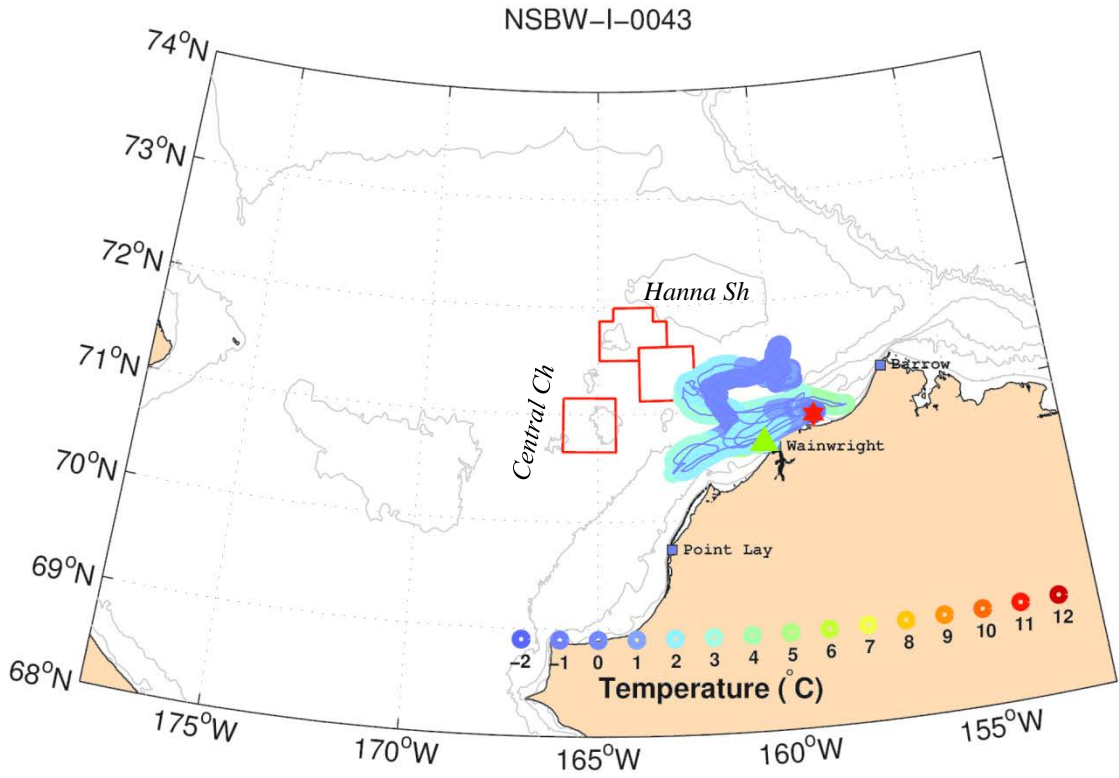 NSBW-I-0043
74°N
73°N
72°N
71°N
70°N
69°N
68°N
Hanna Sh
Central Ch
Barrow
Wainwright
Point Lay
-2 -1 0 1 2 3 4 5 6 7 8 9 10 11 12
Temperature (°C)
175°W 170°W 165°W 160°W 155°W